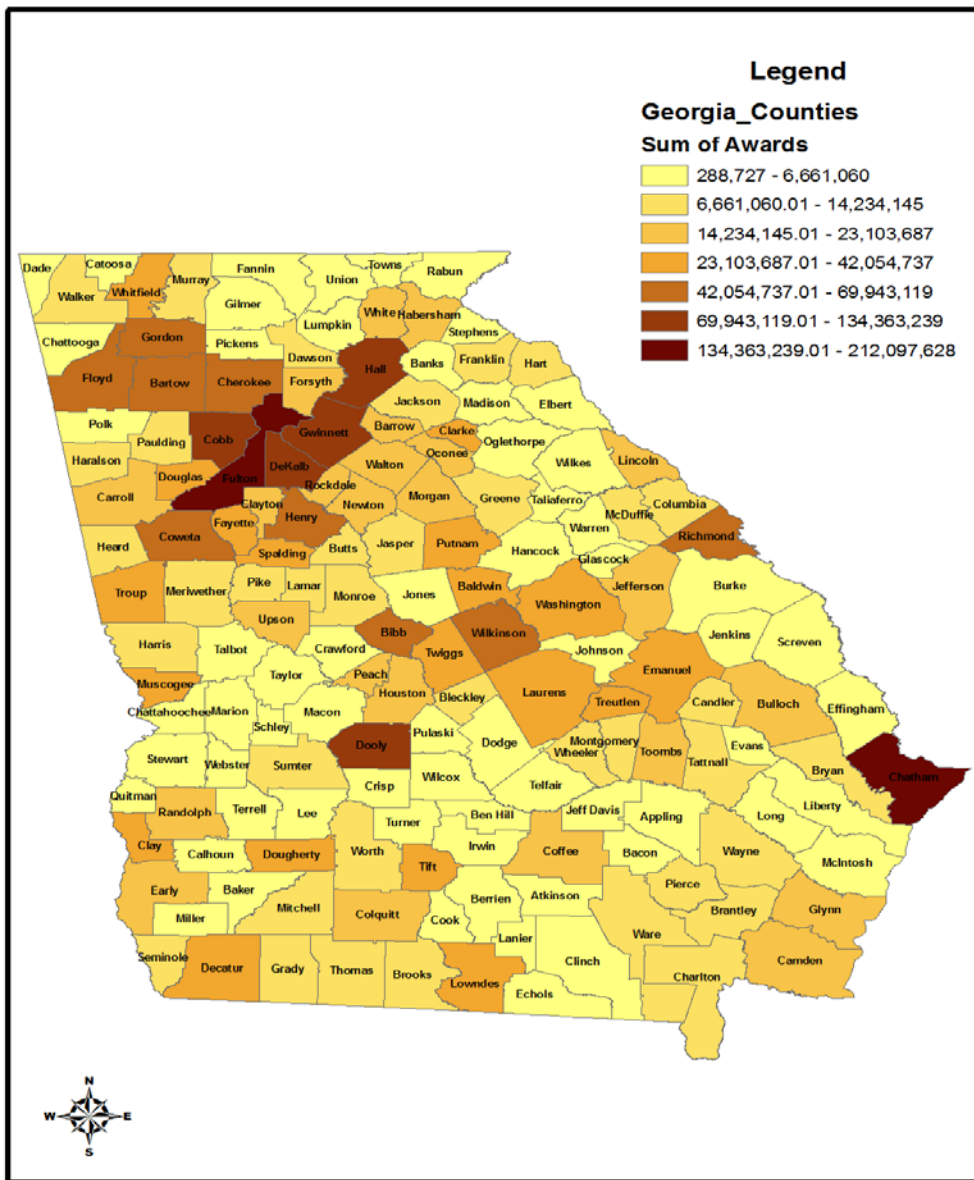 Legend
Georgia_Counties
Sum of Awards
288,727 - 6,661,060
6,661,060.01 - 14,234,145
14,234,145.01 - 23,103,687
23,103,687.01 - 42,054,737
42,054,737.01 - 69,943,119
69,943,119.01 - 134,363,239
134,363,239.01 - 212,097,628
Dade
Catoosa
Walker
Whitfield
Murray
Fannin
Union
Towns
Rabun
Gilmer
White
Habersham
Chattooga
Gordon
Pickens
Lumpkin
Stephens
Dawson
Floyd
Bartow
Cherokee
Forsyth
Hall
Banks
Franklin
Hart
Jackson
Madison
Elbert
Polk
Paulding
Cobb
Gwinnett
Barrow
Clarke
Oglethorpe
Haralson
DeKalb
Oconee
Wilkes
Lincoln
Carroll
Douglas
Fulton
Rockdale
Walton
Clayton
Newton
Morgan
Greene
Taliaferro
McDuffie
Columbia
Heard
Coweta
Fayette
Henry
Spalding
Butts
Jasper
Putnam
Hancock
Warren
Glascock
Richmond
Troup
Meriwether
Pike
Lamar
Monroe
Jones
Baldwin
Washington
Jefferson
Burke
Upson
Harris
Talbot
Crawford
Bibb
Twiggs
Wilkinson
Johnson
Jenkins
Screven
Muscogee
Taylor
Peach
Houston
Bleckley
Laurens
Emanuel
Treutlen
Candler
Bulloch
Effingham
Chattahoochee
Marion
Schley
Macon
Dooly
Pulaski
Dodge
Wheeler
Montgomery
Toombs
Tattnall
Evans
Bryan
Chatham
Stewart
Webster
Sumter
Crisp
Wilcox
Telfair
Quitman
Randolph
Terrell
Lee
Turner
Ben Hill
Jeff Davis
Appling
Long
Liberty
Clay
Calhoun
Dougherty
Worth
Tift
Irwin
Coffee
Bacon
Wayne
McIntosh
Early
Baker
Miller
Mitchell
Colquitt
Cook
Berrien
Atkinson
Pierce
Brantley
Glynn
Seminole
Decatur
Grady
Thomas
Brooks
Lowndes
Lanier
Echols
Clinch
Ware
Charlton
Camden
N
W
E
S